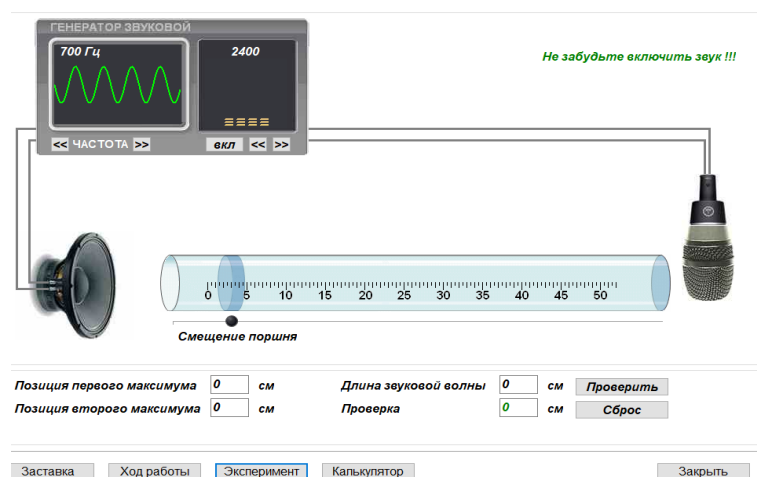 ГЕНЕРАТОР ЗВУКОВОЙ
700 Гц 2400
Не забудьте включить звук !!!
<< ЧАСТОТА >> вкл << >>
0 5 10 15 20 25 30 35 40 45 50
Смещение поршня
Позиция первого максимума 0 см Длина звуковой волны 0 см Проверить
Позиция второго максимума 0 см Проверка 0 см Сброс
Заставка Ход работы Эксперимент Калькулятор Закрыть